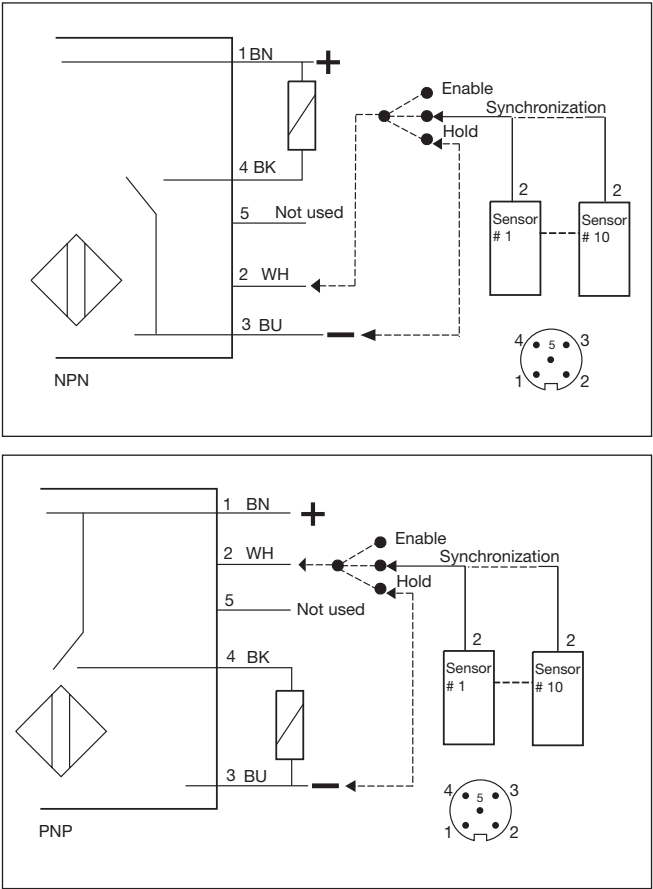 1 BN +
Enable
Synchronization
Hold
4 BK
2 2
5 Not used
Sensor
# 1
Sensor
# 10
2 WH
3 BU −
4 5 3
1 2
NPN
1 BN +
2 WH
Enable
Synchronization
Hold
5 Not used
2 2
4 BK
Sensor
# 1
Sensor
# 10
3 BU −
4 5 3
1 2
PNP